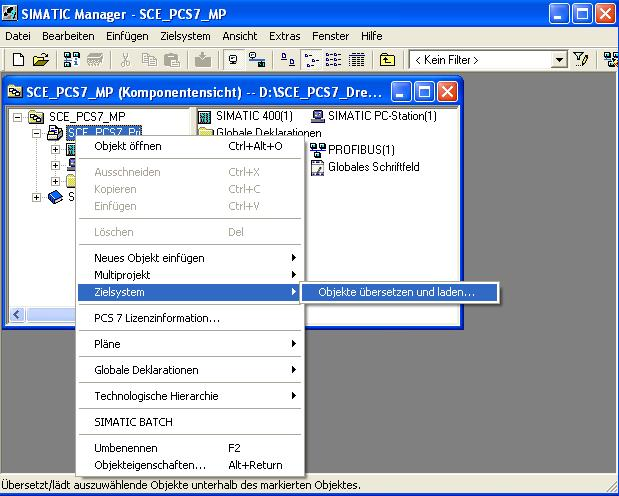 SIMATIC Manager - SCE_PCS7_MP
Datei Bearbeiten Einfügen Zielsystem Ansicht Extras Fenster Hilfe
< Kein Filter >
SCE_PCS7_MP (Komponentensicht) -- D:\SCE_PCS7_Dre...
SCE_PCS7_MP
SIMATIC 400(1)
SIMATIC PC-Station(1)
SCE_PCS7_Prj
Globale Deklarationen
PROFIBUS(1)
Globales Schriftfeld
S
Objekt öffnen Ctrl+Alt+O
Ausschneiden Ctrl+X
Kopieren Ctrl+C
Einfügen Ctrl+V
Löschen Del
Neues Objekt einfügen
Multiprojekt
Zielsystem
Objekte übersetzen und laden...
PCS 7 Lizenzinformation...
Pläne
Globale Deklarationen
Technologische Hierarchie
SIMATIC BATCH
Umbenennen F2
Objekteigenschaften... Alt+Return
Übersetzt/lädt auszuwählende Objekte unterhalb des markierten Objektes.